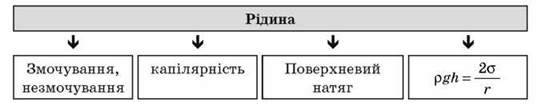 Рідина
Змочування,
незмочування
капілярність
Поверхневий
натяг
ρgh = 2σ/r